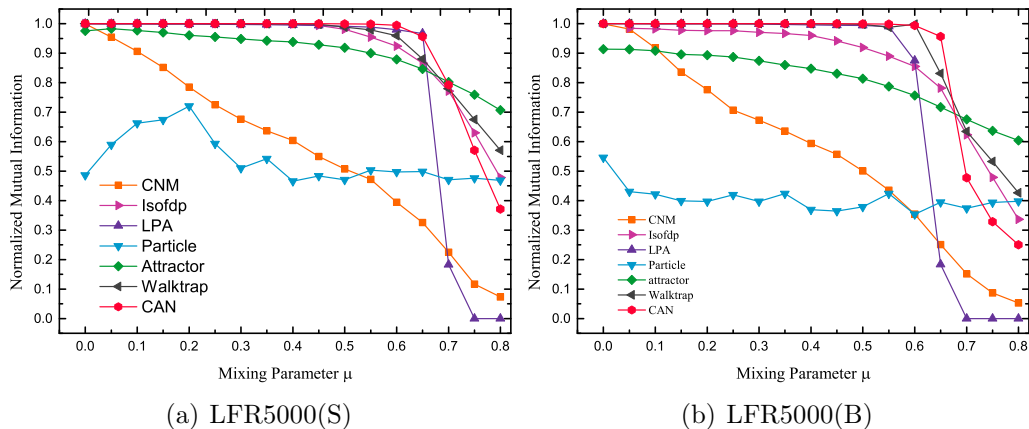 Normalized Mutual Information
1.0
0.9
0.8
0.7
0.6
0.5
0.4
0.3
0.2
0.1
0.0
CNM
Isofdp
LPA
Particle
Attractor
Walktrap
CAN
0.0 0.1 0.2 0.3 0.4 0.5 0.6 0.7 0.8
Mixing Parameter μ
(a) LFR5000(S)
Normalized Mutual Information
1.0
0.9
0.8
0.7
0.6
0.5
0.4
0.3
0.2
0.1
0.0
CNM
Isofdp
LPA
Particle
attractor
Walktrap
CAN
0.0 0.1 0.2 0.3 0.4 0.5 0.6 0.7 0.8
Mixing Parameter μ
(b) LFR5000(B)